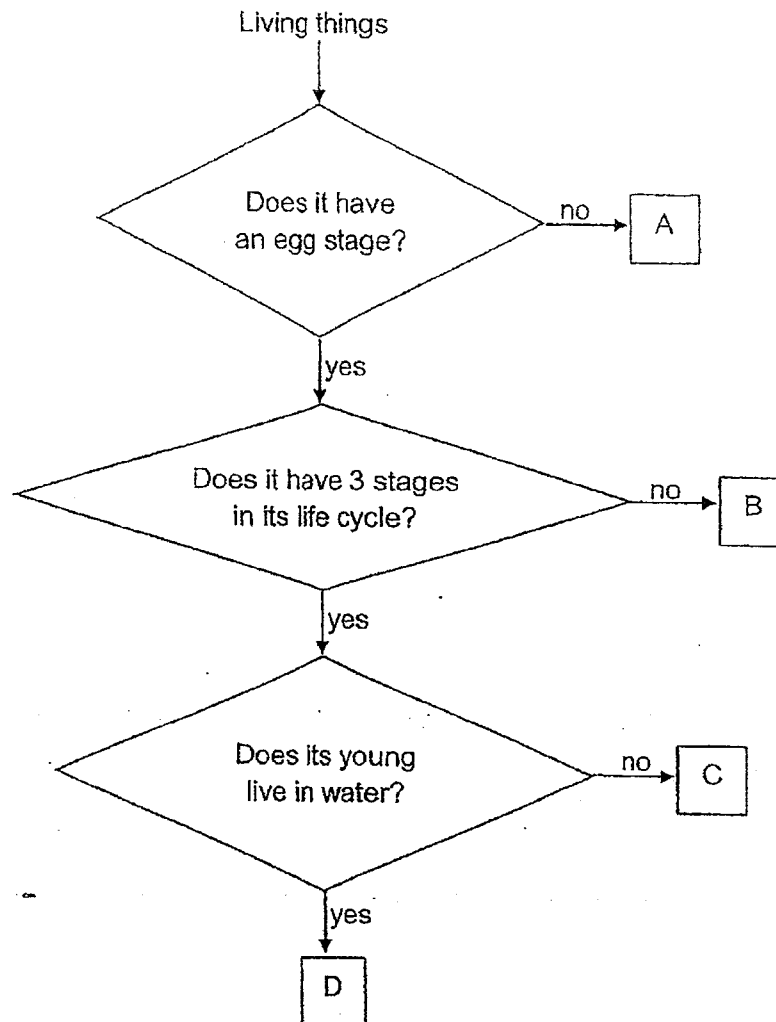 Living things
Does it have
an egg stage?
no
A
yes
Does it have 3 stages
in its life cycle?
no
B
yes
Does its young
live in water?
no
C
yes
D